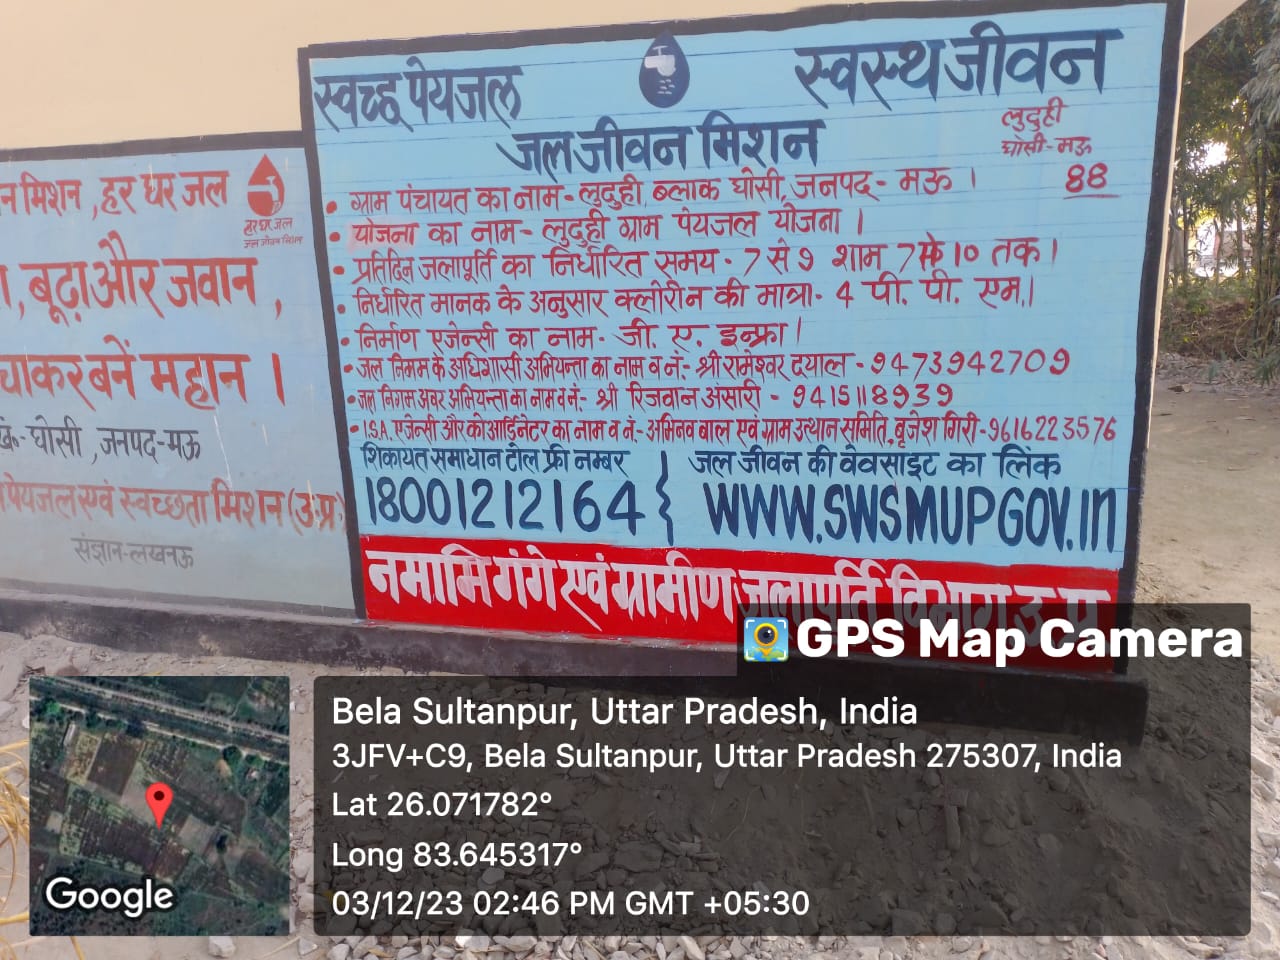 स्वच्छ पेयजल
स्वस्थ जीवन
जल जीवन मिशन
लुदुही
घोसी-मऊ
88
• ग्राम पंचायत का नाम- लुदुही, ब्लाक घोसी, जनपद- मऊ ।
• योजना का नाम- लुदुही ग्राम पेयजल योजना ।
• प्रतिदिन जलापूर्ति का निर्धारित समय- 7 से 9 शाम 7 से 10 तक ।
• निर्धारित मानक के अनुसार क्लोरीन की मात्रा- 4 पी. पी. एम. ।
• निर्माण एजेन्सी का नाम- जी. ए. इन्फ्रा ।
• जल निगम के अधिशासी अभियन्ता का नाम व नं:- श्री रामेश्वर दयाल - 9473942709
• जल निगम अवर अभियन्ता का नाम व नं:- श्री रिजवान अंसारी - 9415118939
• I.S.A. एजेन्सी और कोआर्डिनेटर का नाम व नं- अभिनव बाल एवं ग्राम उत्थान समिति, बृजेश गिरी-9616223576
शिकायत समाधान टोल फ्री नम्बर
18001212164
जल जीवन की वेवसाइट का लिंक
WWW.SWSMUPGOV.in
नमामि गंगे एवं ग्रामीण जलापूर्ति विभाग उ.प्र.
न मिशन, हर घर जल
हर घर जल
जल जीवन मिशन
, बूढ़ा और जवान ,
चाकर बनें महान ।
-घोसी, जनपद-मऊ
पेयजल एवं स्वच्छता मिशन (उ.प्र.)
संज्ञान-लखनऊ
GPS Map Camera
Bela Sultanpur, Uttar Pradesh, India
3JFV+C9, Bela Sultanpur, Uttar Pradesh 275307, India
Lat 26.071782°
Long 83.645317°
03/12/23 02:46 PM GMT +05:30
Google